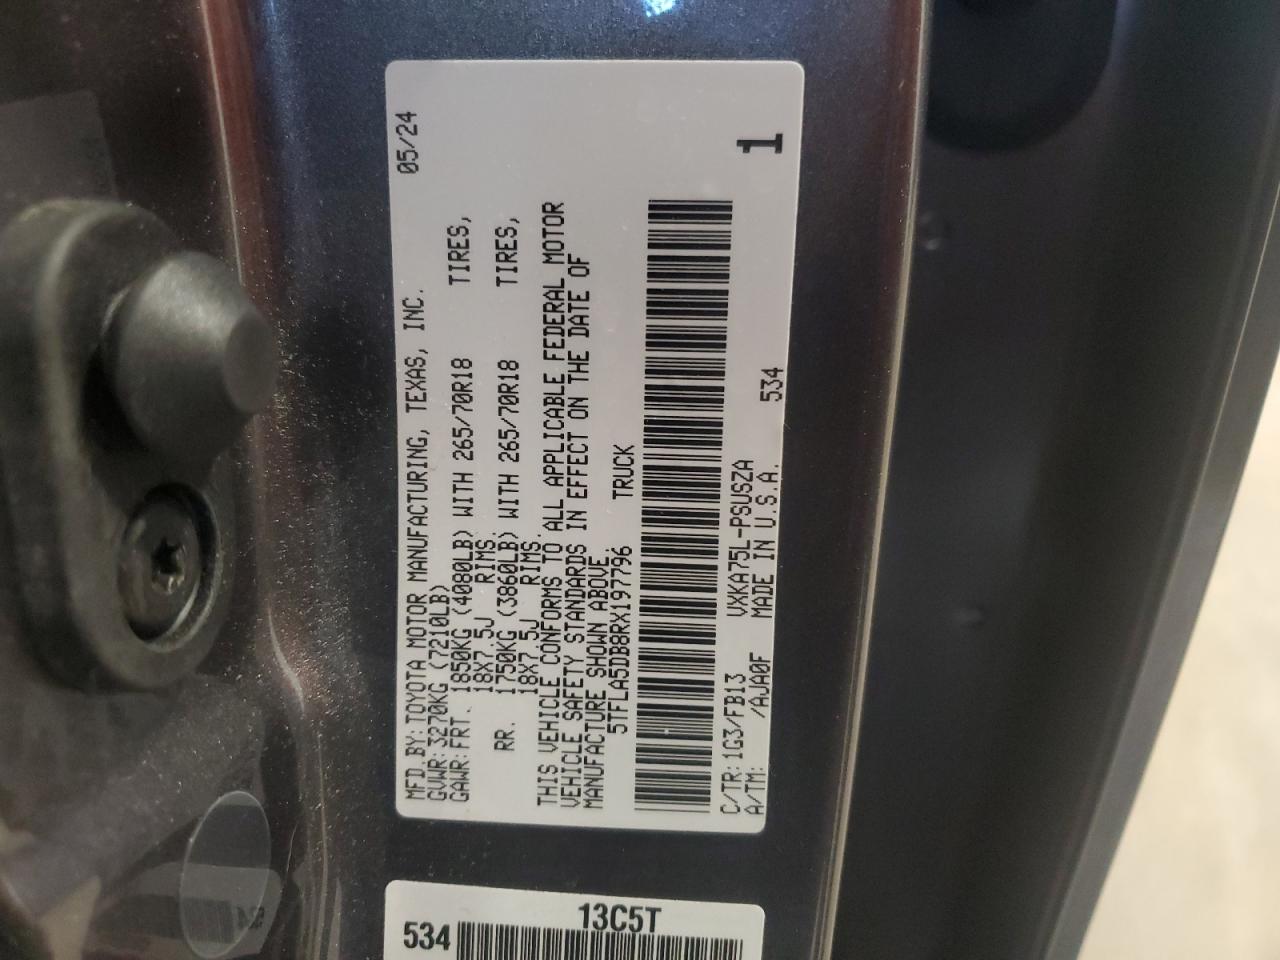 05/24
MFD.BY:TOYOTA MOTOR MANUFACTURING, TEXAS, INC.
GVWR:3270KG (7210LB)
GAWR:FRT. 1850KG (4080LB) WITH 265/70R18 TIRES,
18X7.5J RIMS.
RR. 1750KG (3860LB) WITH 265/70R18 TIRES,
18X7.5J RIMS.
THIS VEHICLE CONFORMS TO ALL APPLICABLE FEDERAL MOTOR
VEHICLE SAFETY STANDARDS IN EFFECT ON THE DATE OF
MANUFACTURE SHOWN ABOVE.
5TFLA5DB8RX197796 TRUCK
1
C/TR:1G3/FB13 VXKA75L-PSUSZA
A/TM: /AJA0F MADE IN U.S.A. 534
13C5T
534